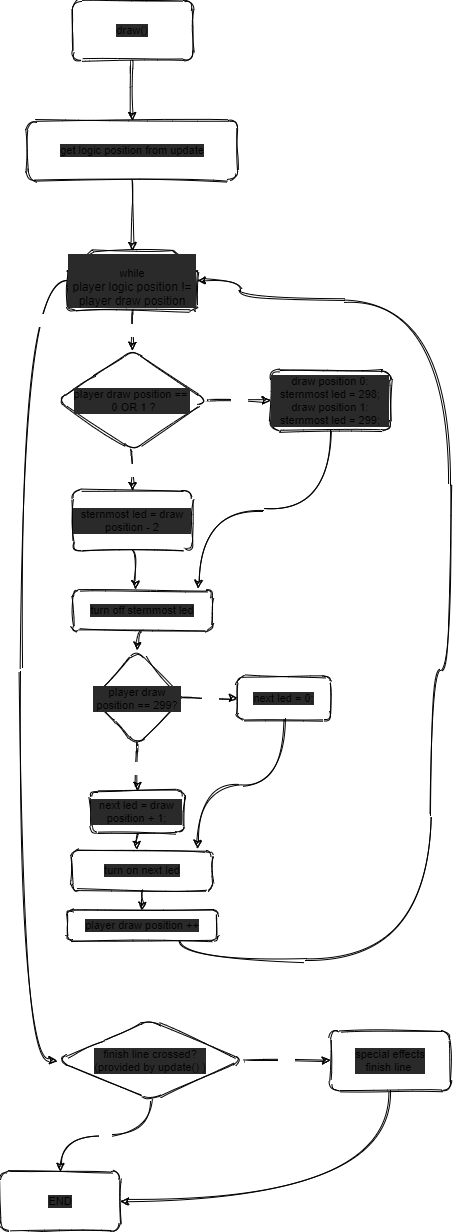 draw()
get logic position from update
while
player logic position !=
player draw position
player draw position ==
0 OR 1 ?
draw position 0:
sternmost led = 298;
draw position 1:
sternmost led = 299;
sternmost led = draw
position - 2
turn off sternmost led
player draw
position == 299?
next led = 0;
next led = draw
position + 1;
turn on next led
player draw position ++
finish line crossed?
(provided by update())
special effects
finish line
END